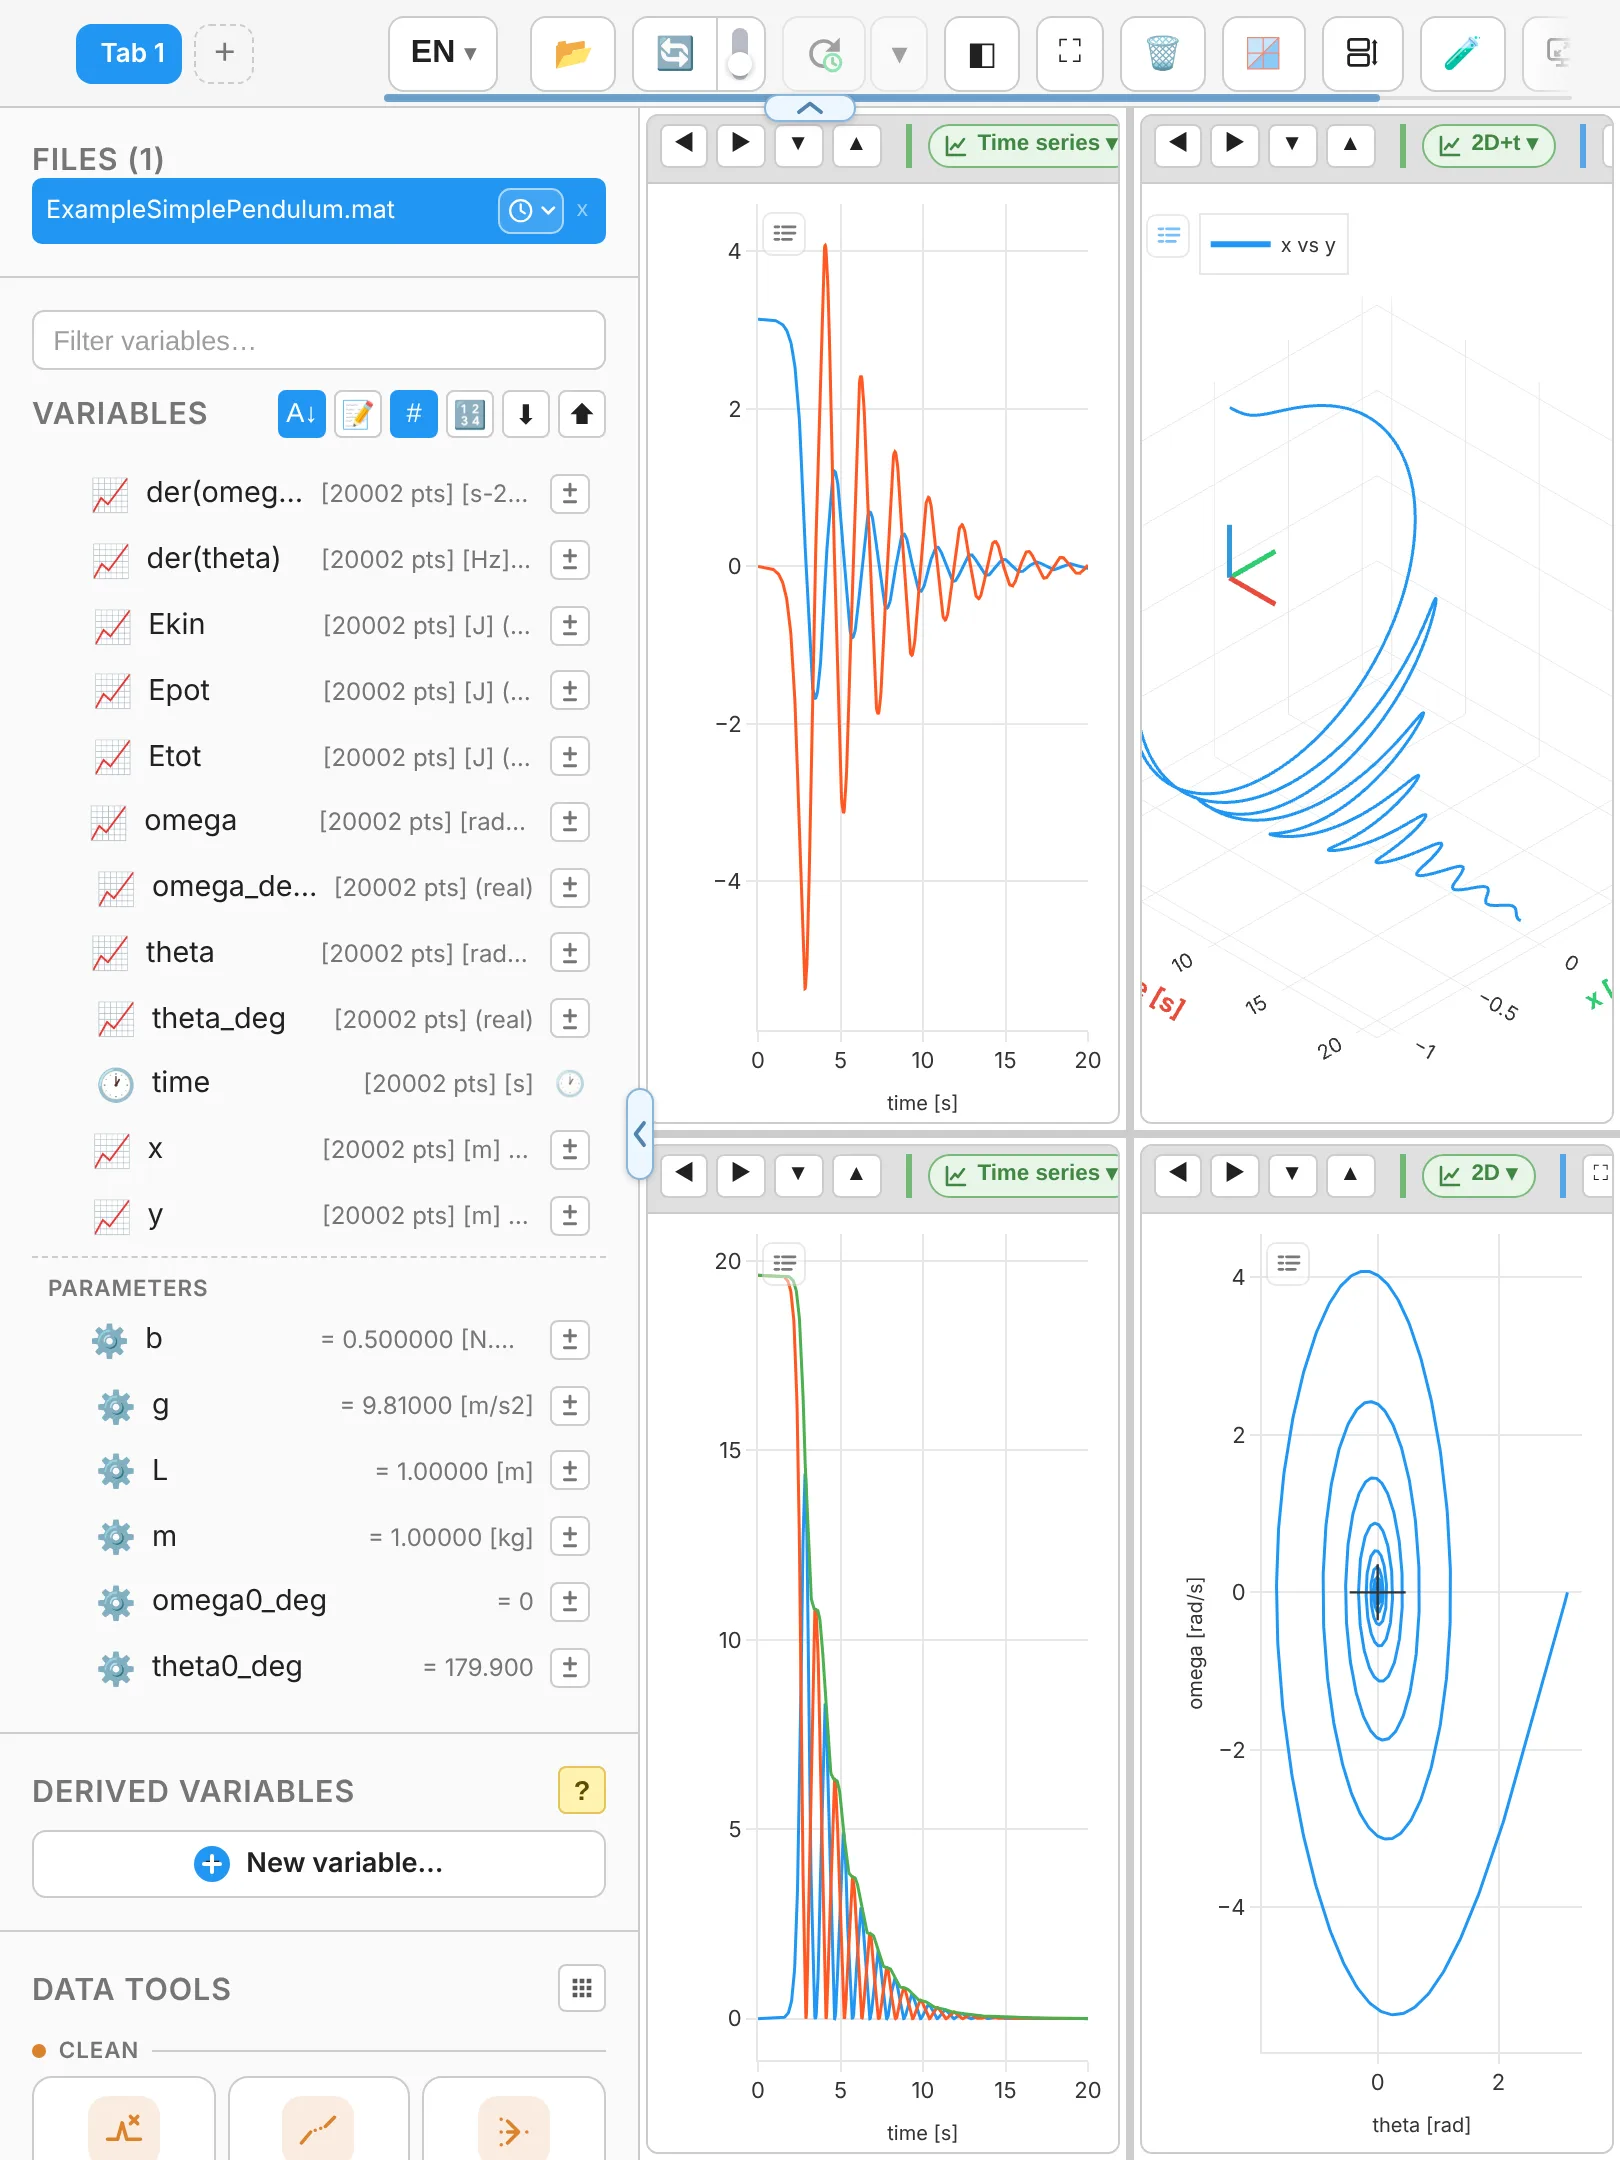 Tab 1
+
EN ▾
FILES (1)
ExampleSimplePendulum.mat
x
Filter variables…
VARIABLES
A↓
#
der(omeg... [20002 pts] [s-2...
der(theta) [20002 pts] [Hz]...
Ekin [20002 pts] [J] (...
Epot [20002 pts] [J] (...
Etot [20002 pts] [J] (...
omega [20002 pts] [rad...
omega_de... [20002 pts] (real)
theta [20002 pts] [rad...
theta_deg [20002 pts] (real)
time [20002 pts] [s]
x [20002 pts] [m] ...
y [20002 pts] [m] ...
PARAMETERS
b = 0.500000 [N....
g = 9.81000 [m/s2]
L = 1.00000 [m]
m = 1.00000 [kg]
omega0_deg = 0
theta0_deg = 179.900
DERIVED VARIABLES
?
New variable...
DATA TOOLS
CLEAN
Time series ▾
4
2
0
−2
−4
0 5 10 15 20
time [s]
2D+t ▾
x vs y
10
15
20
[s]
0
−0.5
−1
x [
Time series ▾
20
15
10
5
0
0 5 10 15 20
time [s]
2D ▾
4
2
0
−2
−4
omega [rad/s]
0 2
theta [rad]